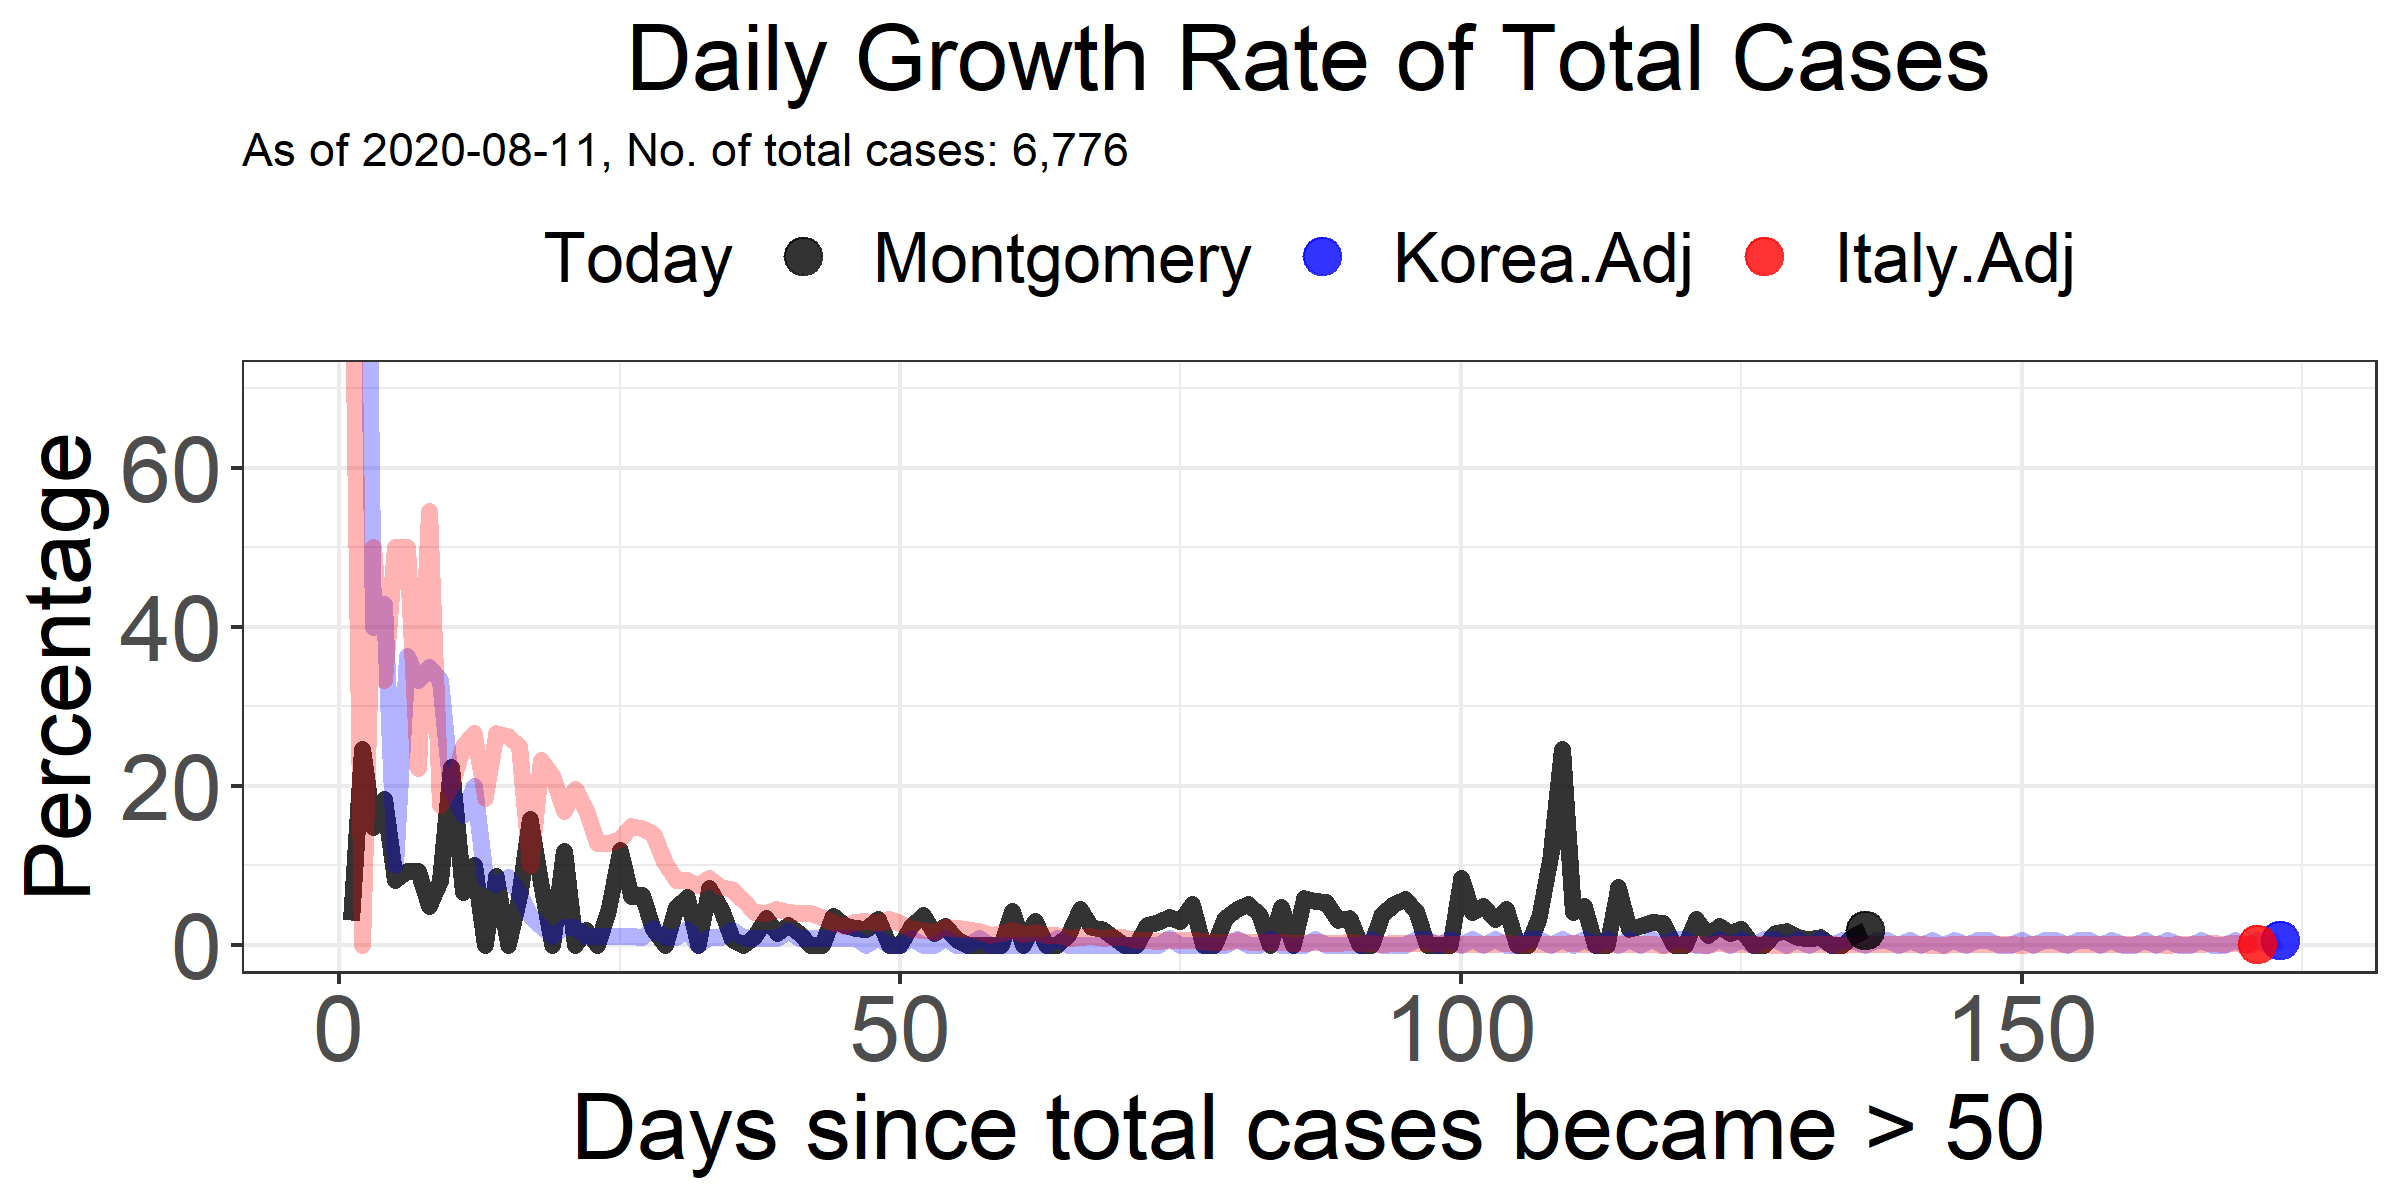 Daily Growth Rate of Total Cases
As of 2020-08-11, No. of total cases: 6,776
Today Montgomery Korea.Adj Italy.Adj
Percentage
60
40
20
0
0 50 100 150
Days since total cases became > 50